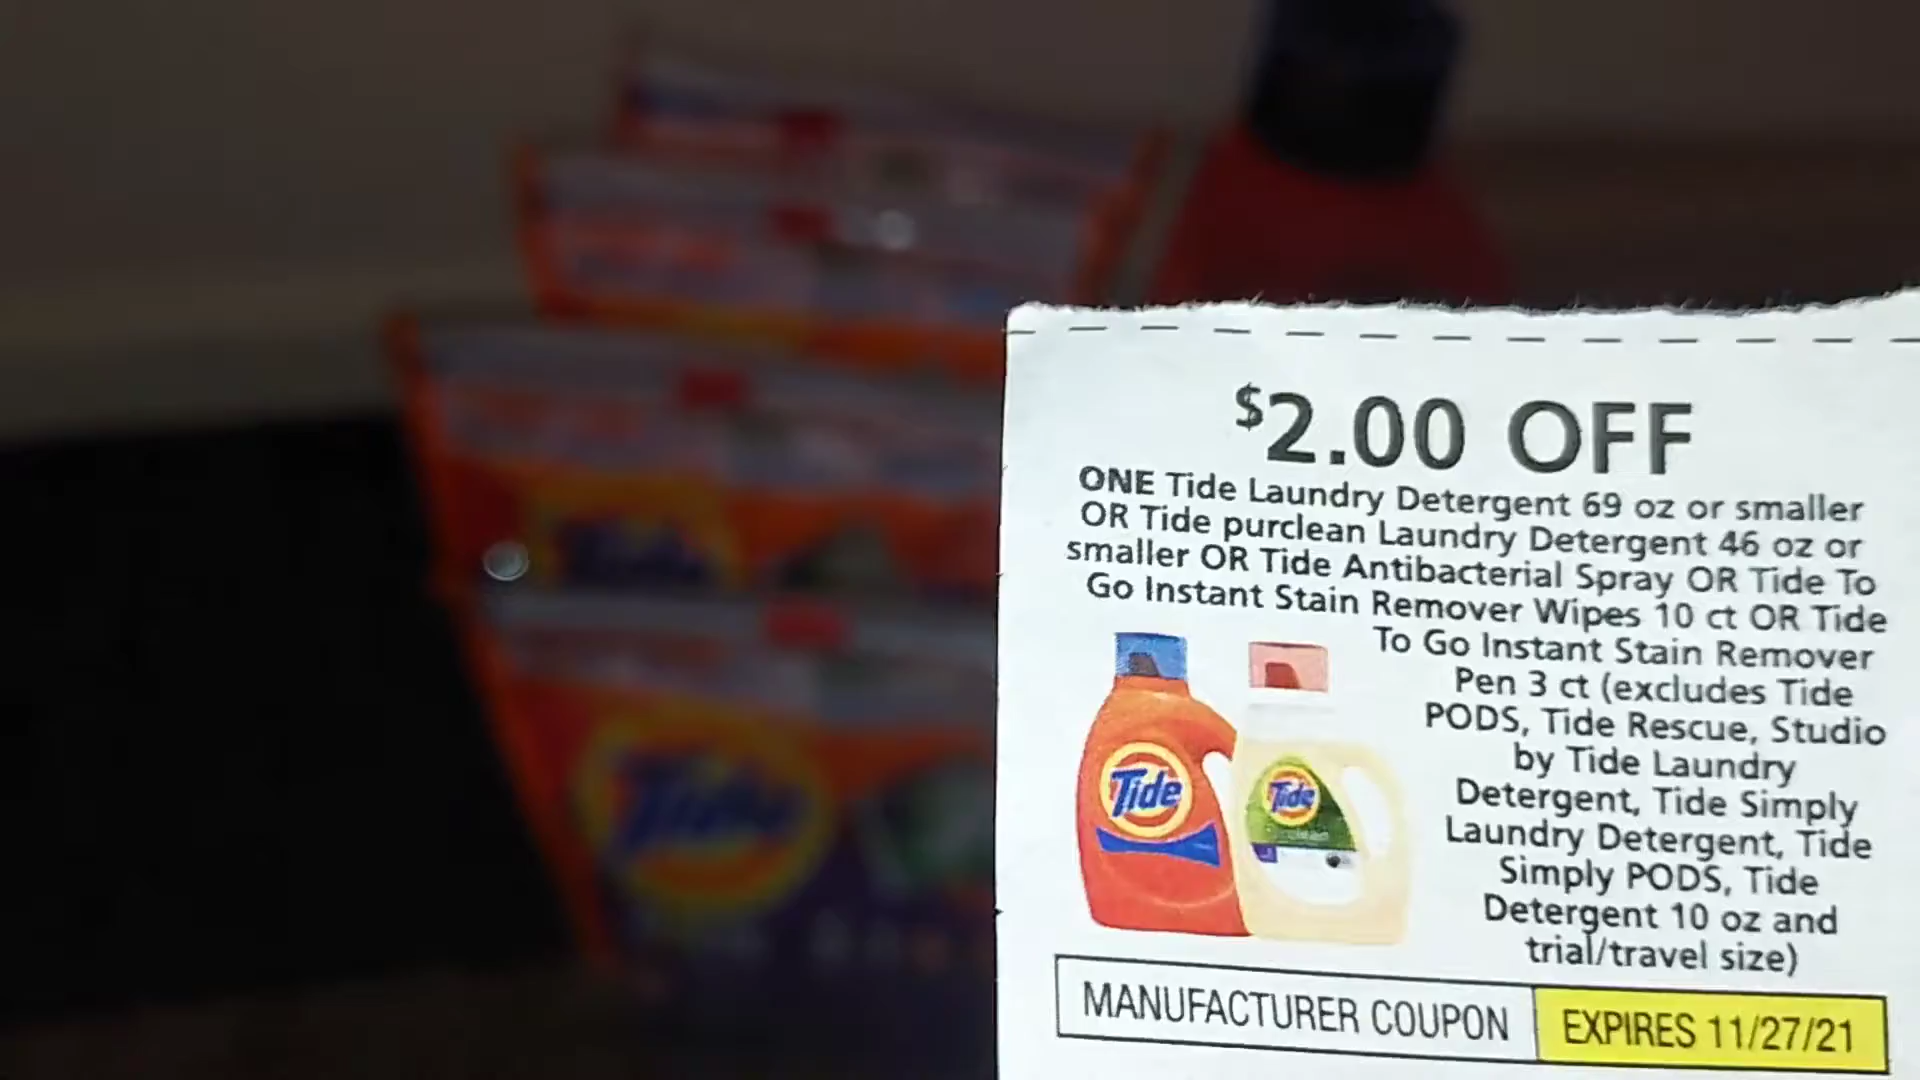 $2.00 OFF
ONE Tide Laundry Detergent 69 oz or smaller
OR Tide purclean Laundry Detergent 46 oz or
smaller OR Tide Antibacterial Spray OR Tide To
Go Instant Stain Remover Wipes 10 ct OR Tide
To Go Instant Stain Remover
Pen 3 ct (excludes Tide
PODS, Tide Rescue, Studio
by Tide Laundry
Detergent, Tide Simply
Laundry Detergent, Tide
Simply PODS, Tide
Detergent 10 oz and
trial/travel size)
Tide
Tide
MANUFACTURER COUPON
EXPIRES 11/27/21
Tide